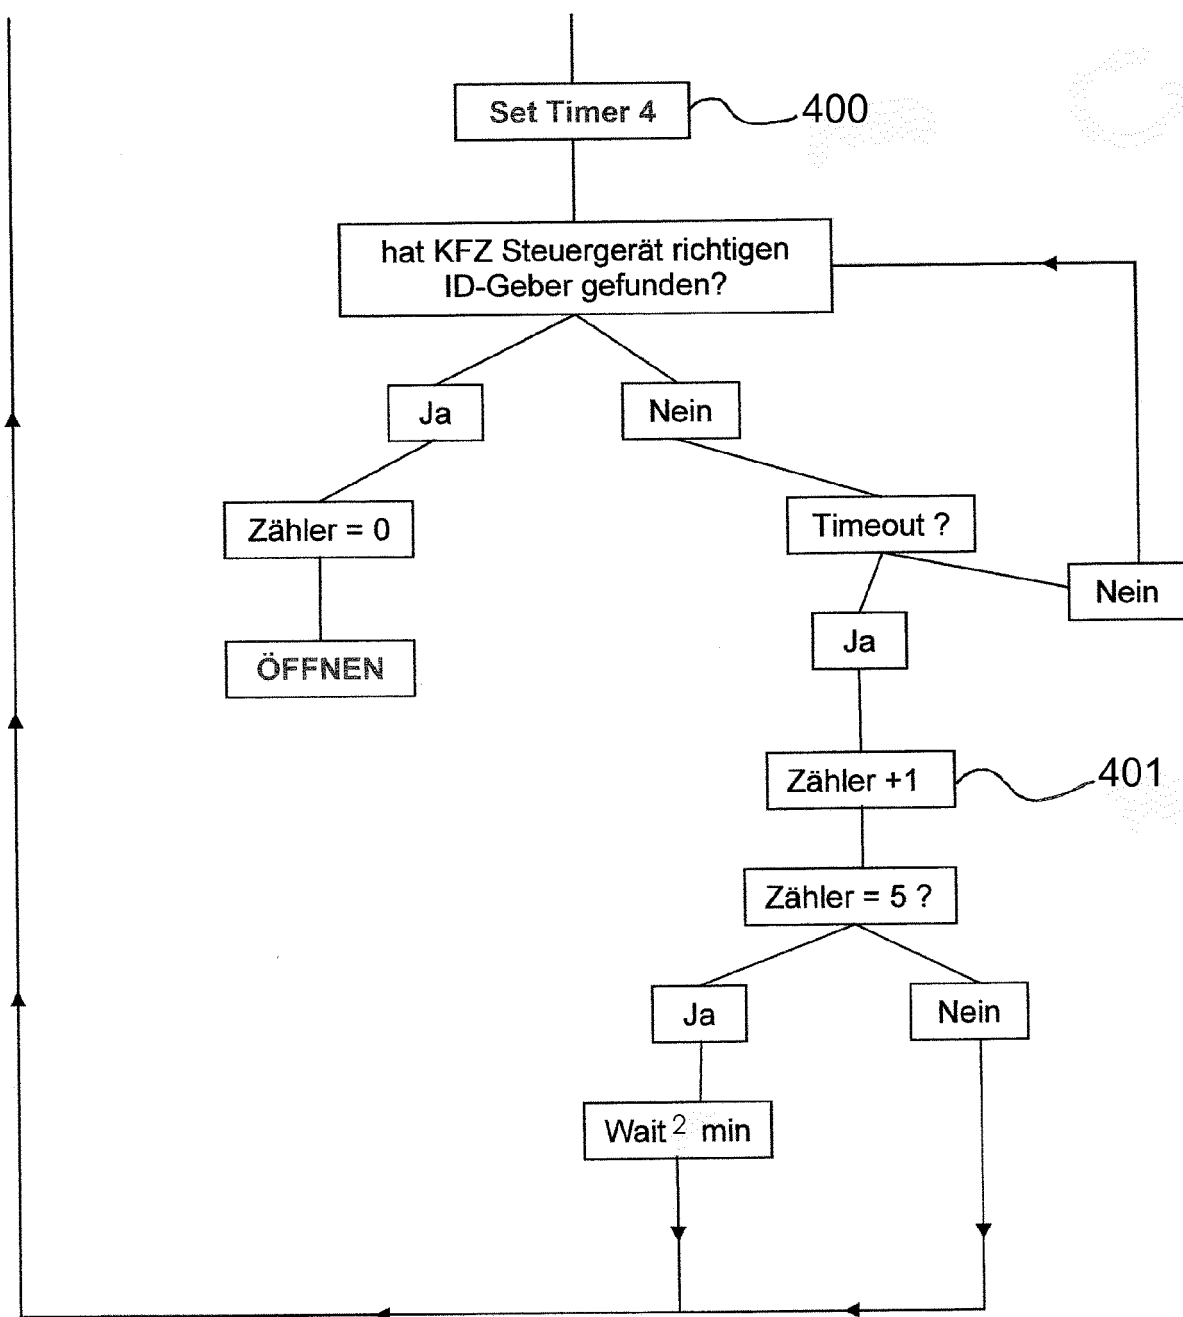 Set Timer 4
400
hat KFZ Steuergerät richtigen
ID-Geber gefunden?
Ja
Nein
Zähler = 0
Timeout ?
Nein
ÖFFNEN
Ja
Zähler +1
401
Zähler = 5 ?
Ja
Nein
Wait 2 min